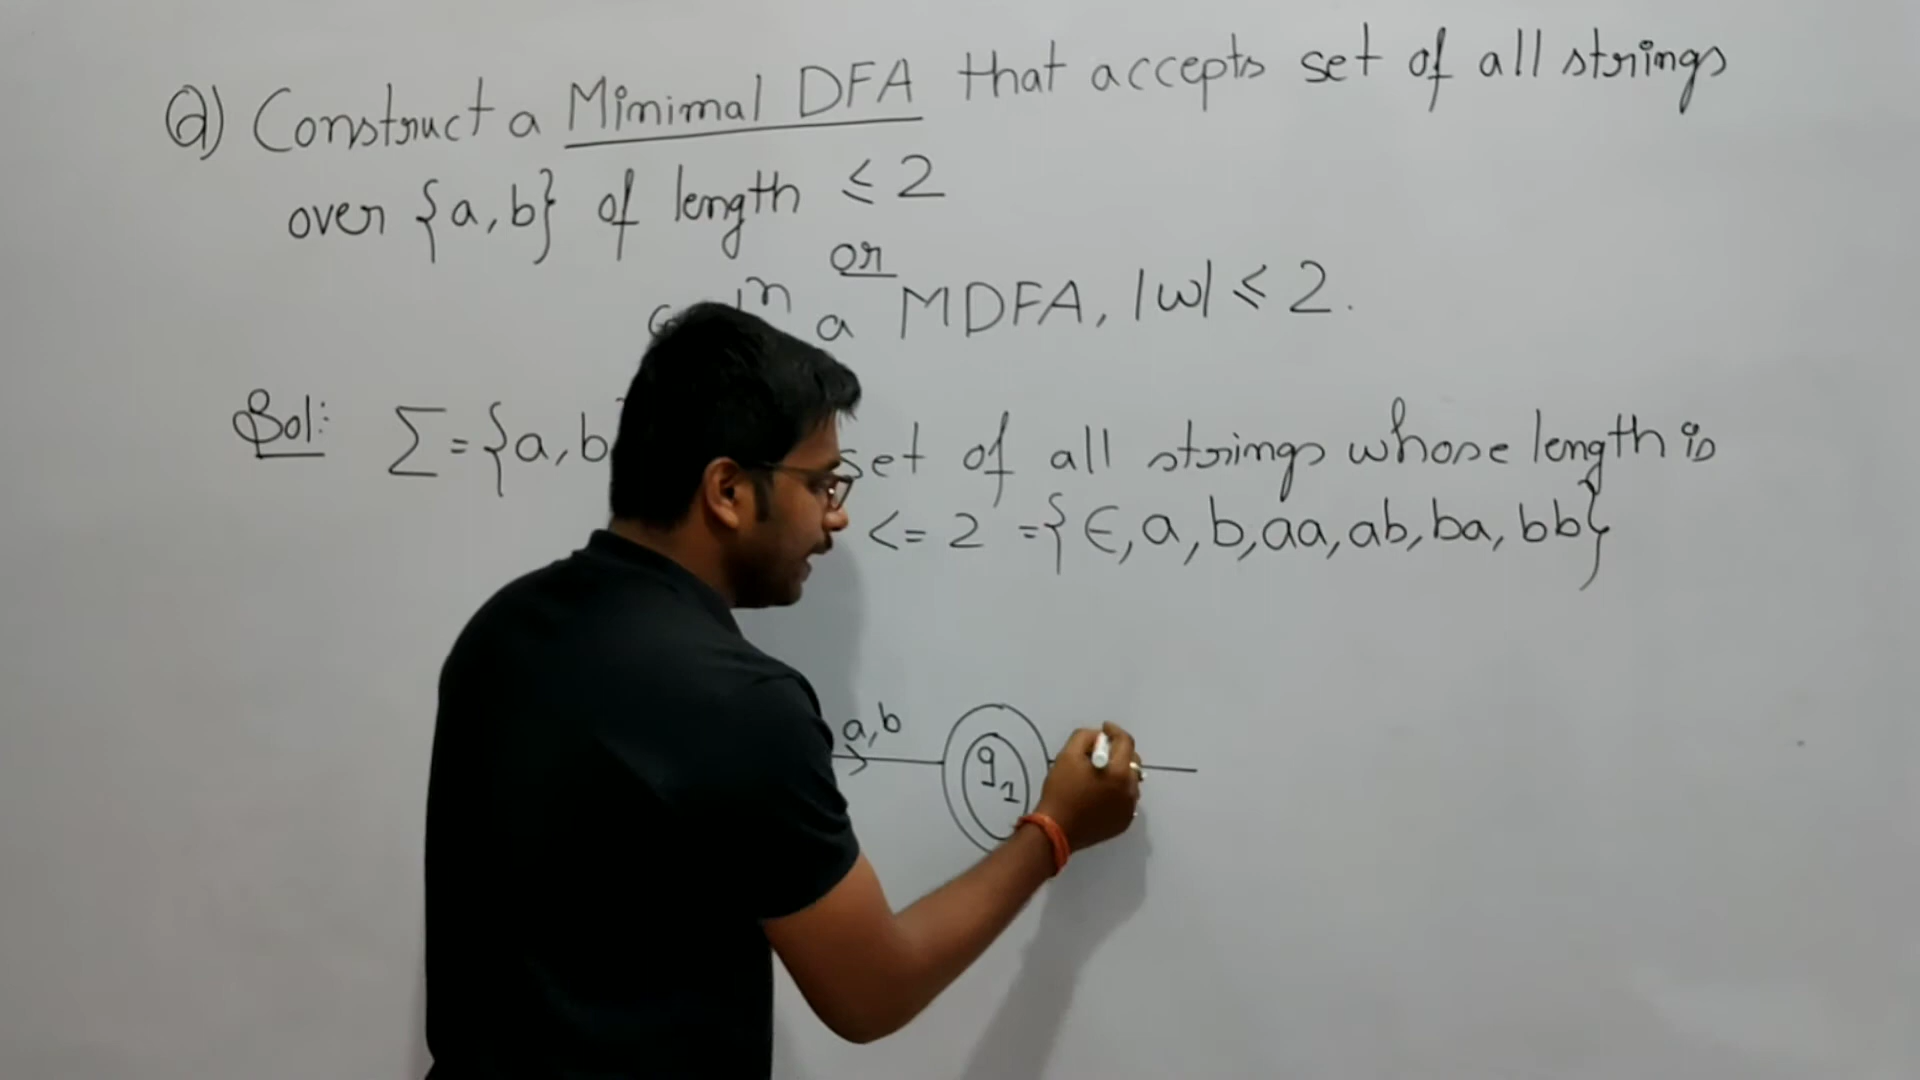 Q) Construct a Minimal DFA that accepts set of all strings
over {a, b} of length ≤ 2
or
a MDFA, |w| ≤ 2.
Sol: Σ = {a, b set of all strings whose length is
<= 2 = {ϵ, a, b, aa, ab, ba, bb}
a, b
q1